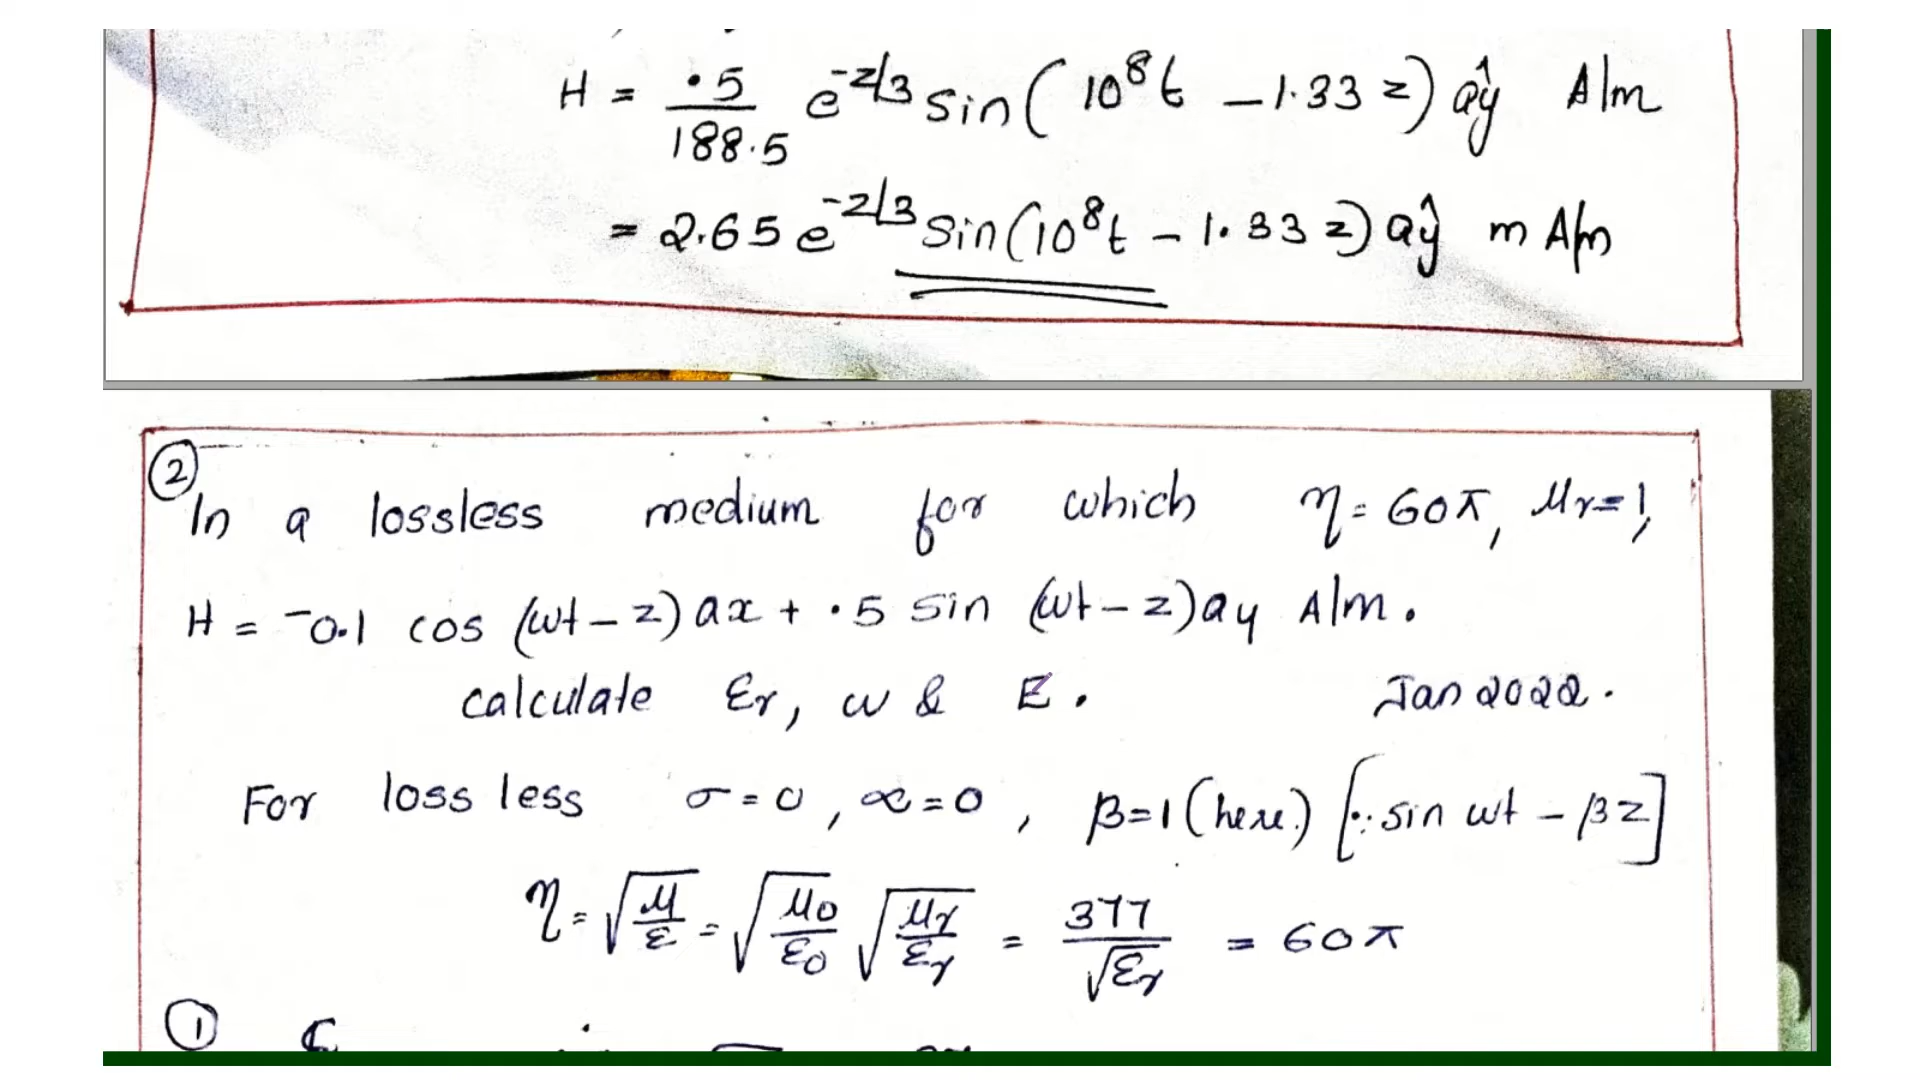 H = .5/188.5 e^-z/3 sin(10^8 t - 1.33 z) aŷ A/m
= 2.65 e^-z/3 sin(10^8 t - 1.33 z) aŷ m A/m
② In a lossless medium for which η = 60π, μr = 1,
H = -0.1 cos (ωt - z) ax + .5 sin (ωt - z) ay A/m.
calculate εr, ω & E. Jan 2022.
For loss less σ = 0, α = 0, β = 1 (here.) [∵ sin ωt - βz]
η = √(μ/ε) = √(μ0/ε0) √(μr/εr) = 377/√εr = 60π
①